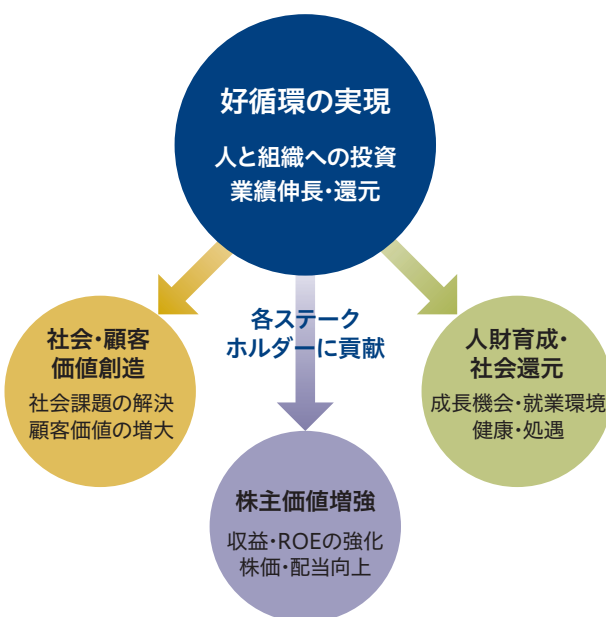 好循環の実現
人と組織への投資
業績伸長・還元
各ステーク
ホルダーに貢献
社会・顧客
価値創造
社会課題の解決
顧客価値の増大
株主価値増強
収益・ROEの強化
株価・配当向上
人財育成・
社会還元
成長機会・就業環境
健康・処遇